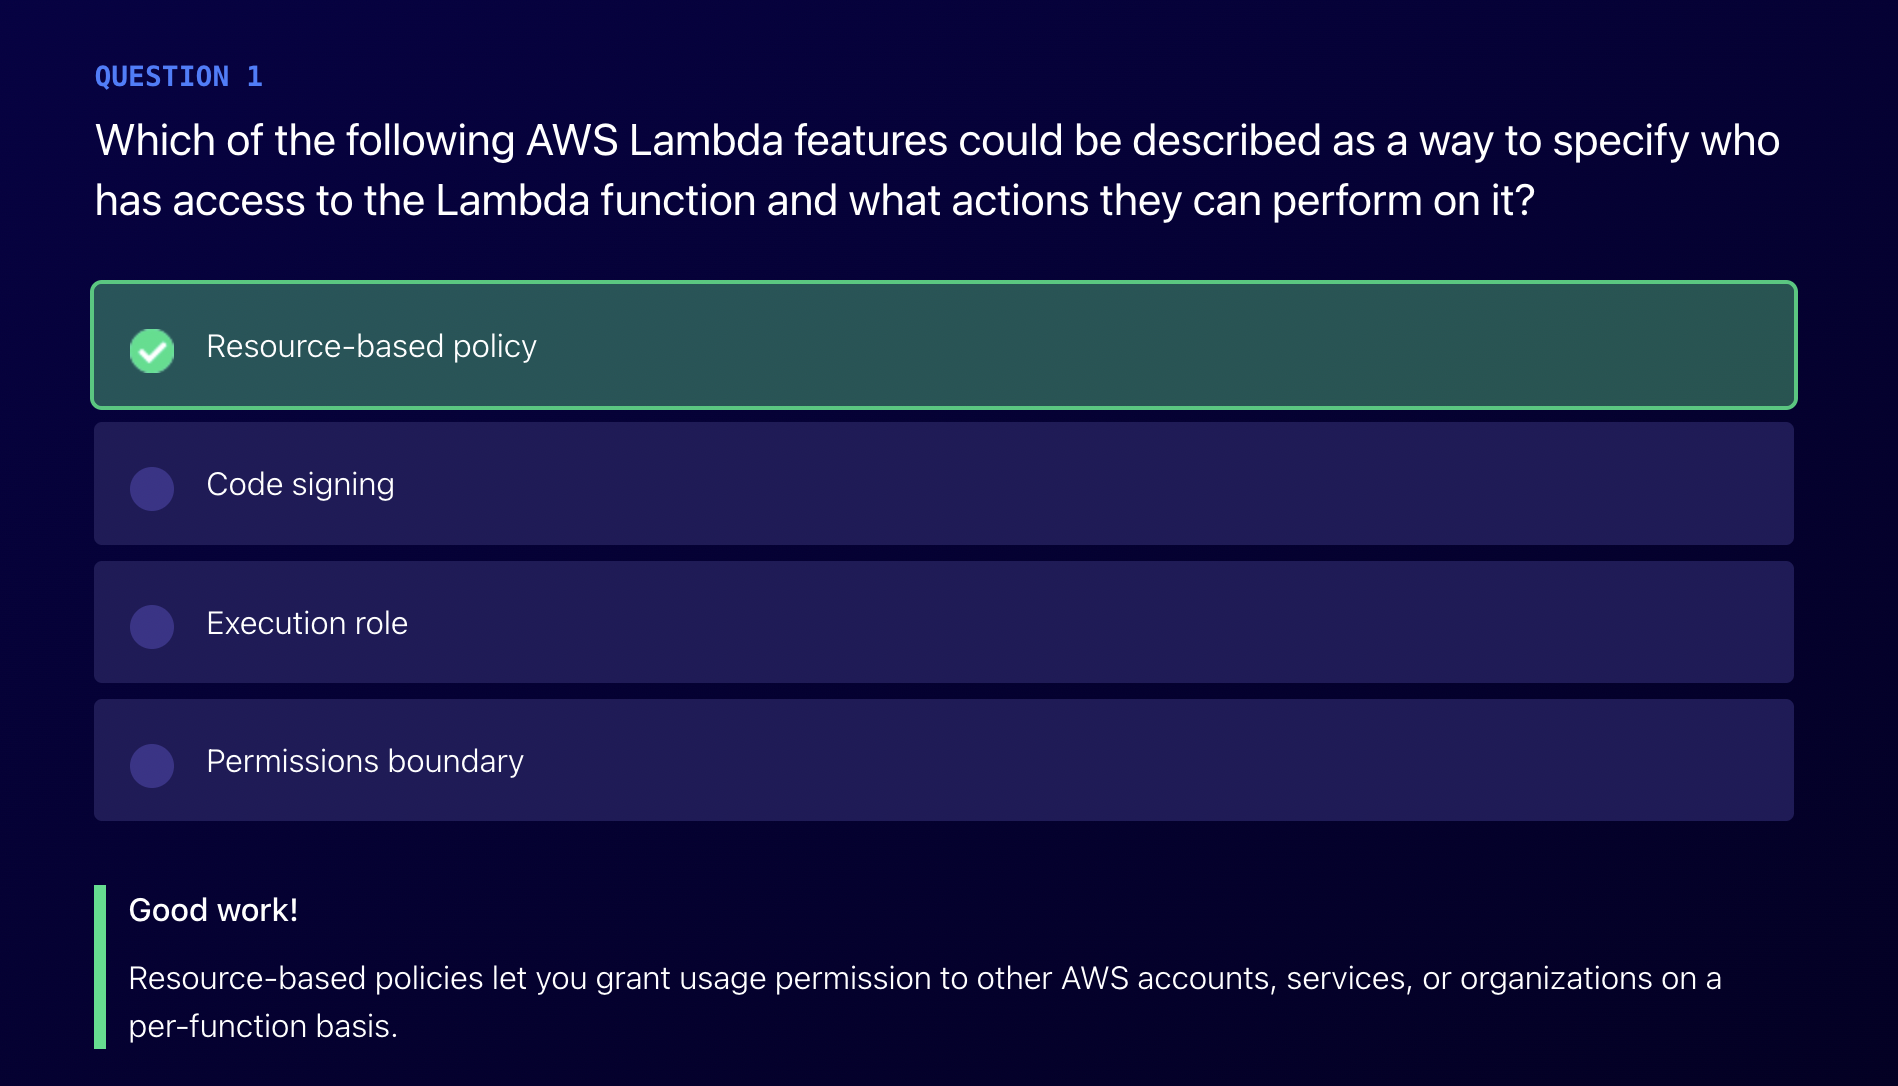 QUESTION 1
Which of the following AWS Lambda features could be described as a way to specify who
has access to the Lambda function and what actions they can perform on it?
Resource-based policy
Code signing
Execution role
Permissions boundary
Good work!
Resource-based policies let you grant usage permission to other AWS accounts, services, or organizations on a
per-function basis.